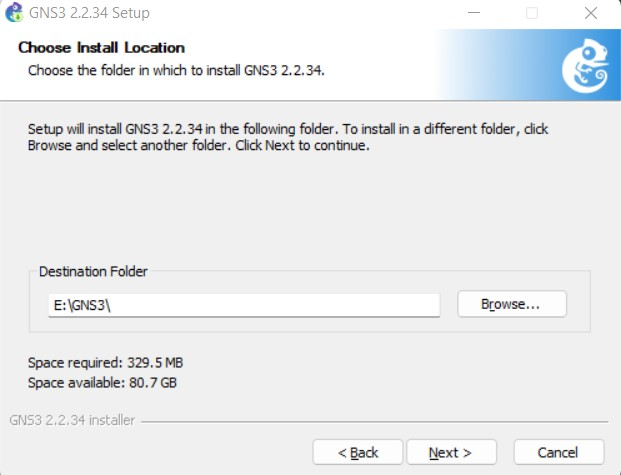 GNS3 2.2.34 Setup
Choose Install Location
Choose the folder in which to install GNS3 2.2.34.
Setup will install GNS3 2.2.34 in the following folder. To install in a different folder, click
Browse and select another folder. Click Next to continue.
Destination Folder
E:\GNS3\
Browse...
Space required: 329.5 MB
Space available: 80.7 GB
GNS3 2.2.34 installer
< Back
Next >
Cancel